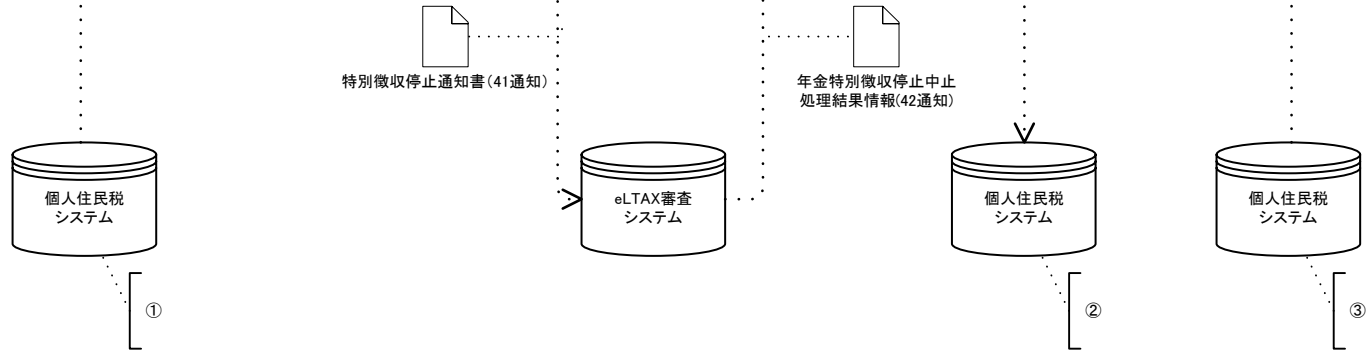 特別徴収停止通知書(41通知)
年金特別徴収停止中止
処理結果情報(42通知)
個人住民税
システム
eLTAX審査
システム
個人住民税
システム
個人住民税
システム
①
②
③